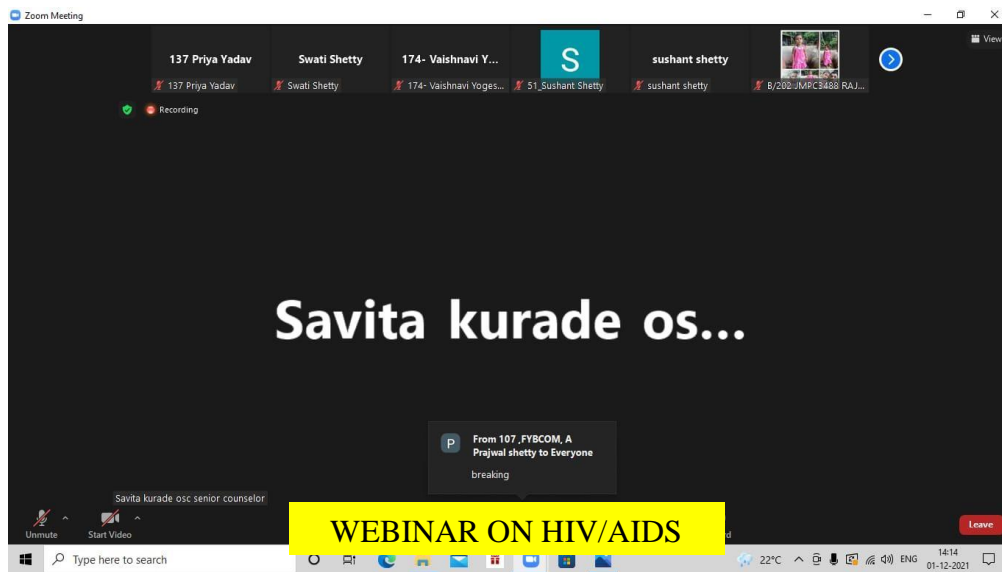 Zoom Meeting
View
137 Priya Yadav
Swati Shetty
174- Vaishnavi Y...
S
sushant shetty
137 Priya Yadav
Swati Shetty
174- Vaishnavi Yoges...
51_Sushant Shetty
sushant shetty
B/202:JMPC3488 RAJ...
Recording
Savita kurade os...
P
From 107 ,FYBCOM, A
Prajwal shetty to Everyone
breaking
Savita kurade osc senior counselor
Unmute
Start Video
WEBINAR ON HIV/AIDS
Leave
Type here to search
22°C
ENG
14:14
01-12-2021